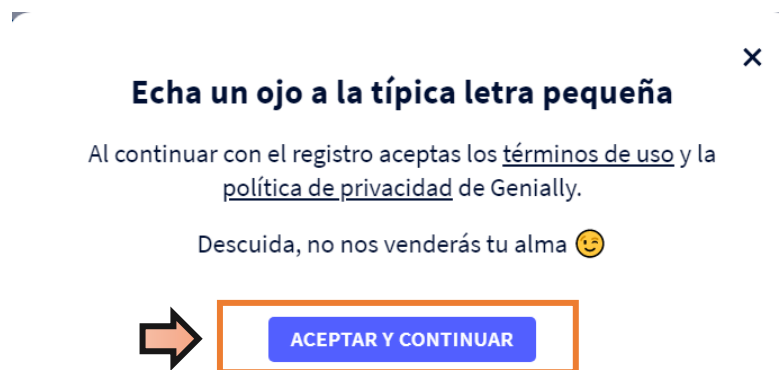 Echa un ojo a la típica letra pequeña
Al continuar con el registro aceptas los términos de uso y la
política de privacidad de Genially.
Descuida, no nos venderás tu alma 😉
ACEPTAR Y CONTINUAR